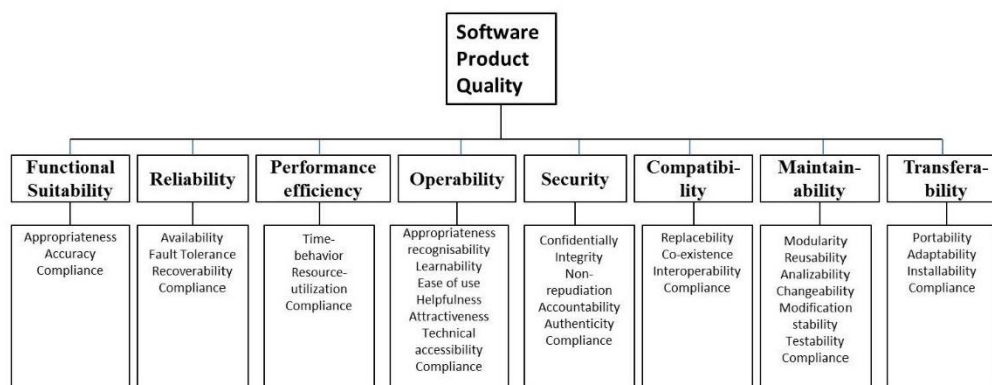 Software
Product
Quality
Functional
Suitability
Reliability
Performance
efficiency
Operability
Security
Compatibi-
lity
Maintain-
ability
Transfera-
bility
Appropriateness
Accuracy
Compliance
Availability
Fault Tolerance
Recoverability
Compliance
Time-
behavior
Resource-
utilization
Compliance
Appropriateness
recognisability
Learnability
Ease of use
Helpfulness
Attractiveness
Technical
accessibility
Compliance
Confidentially
Integrity
Non-
repudiation
Accountability
Authenticity
Compliance
Replacebility
Co-existence
Interoperability
Compliance
Modularity
Reusability
Analizability
Changeability
Modification
stability
Testability
Compliance
Portability
Adaptability
Installability
Compliance